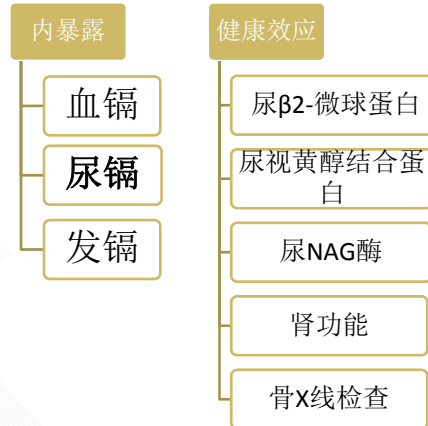 内暴露
血镉
尿镉
发镉
健康效应
尿β2-微球蛋白
尿视黄醇结合蛋
白
尿NAG酶
肾功能
骨X线检查